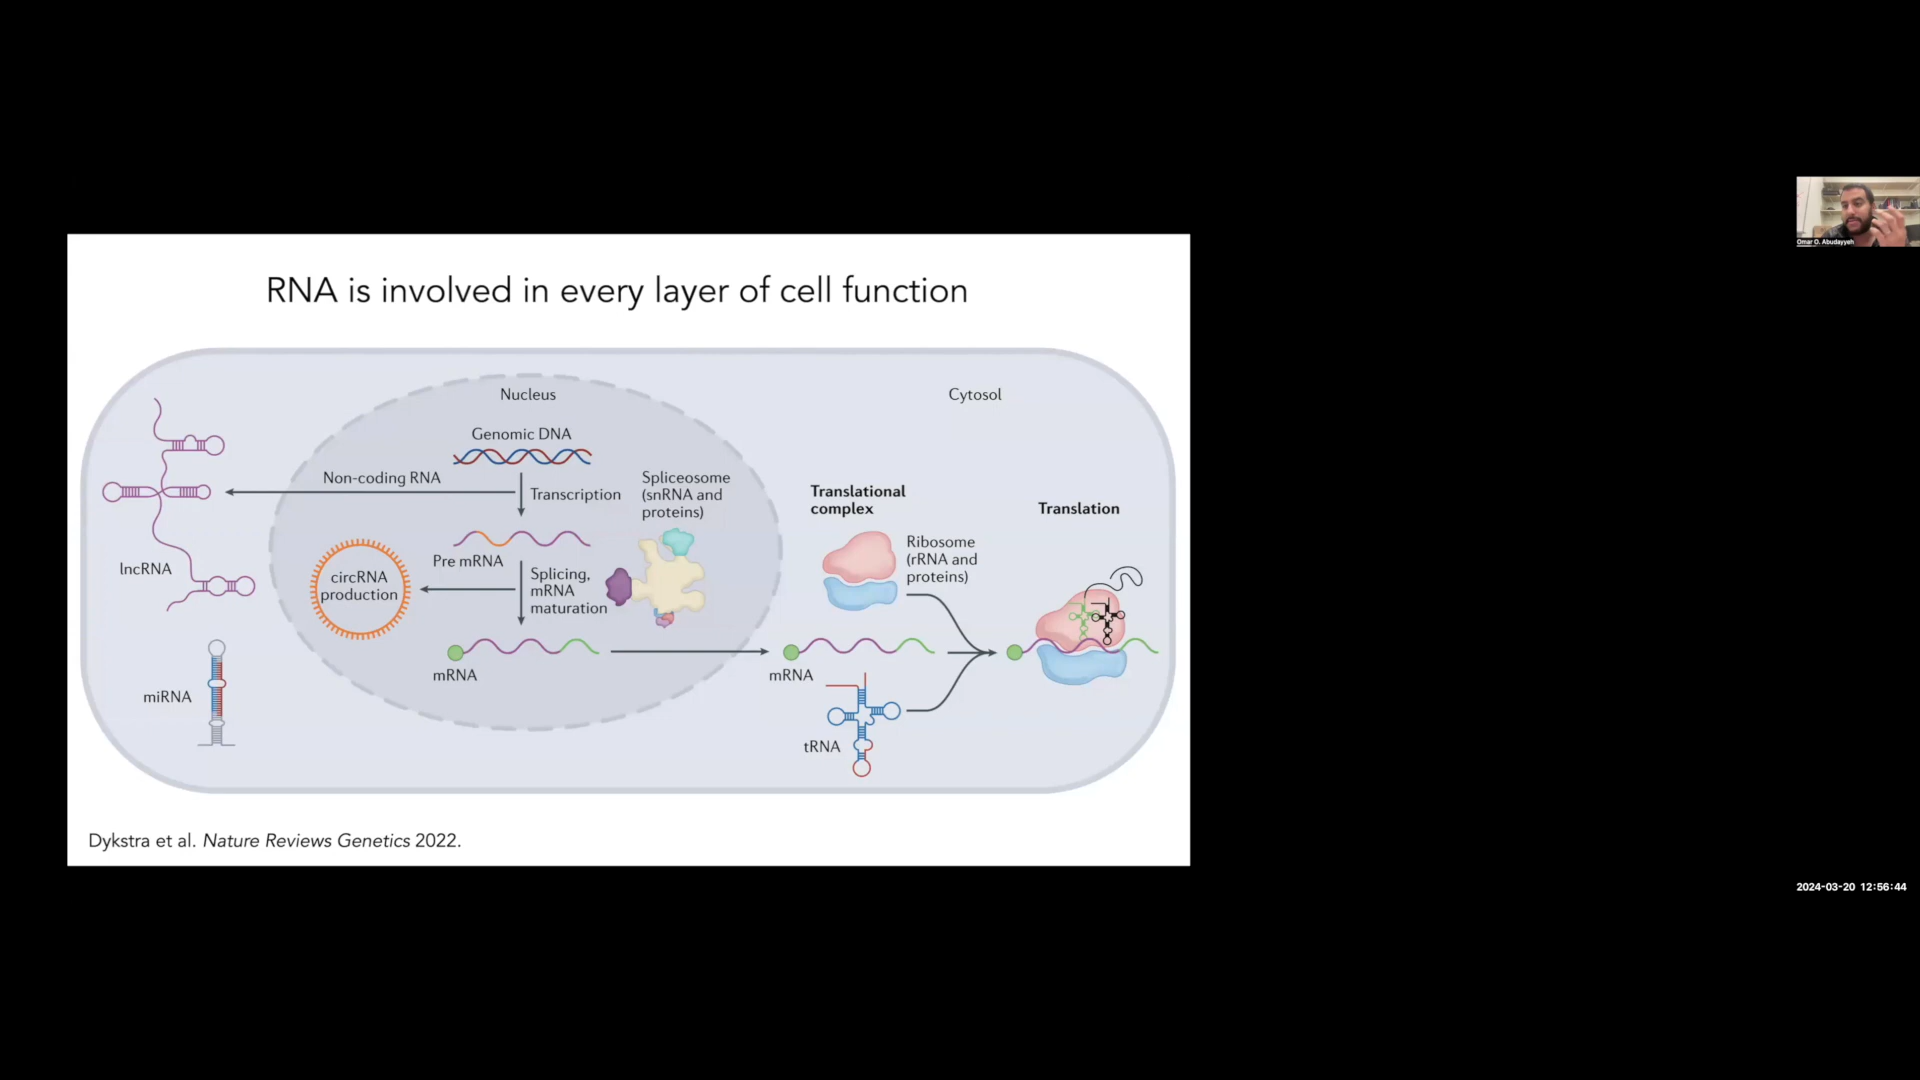 RNA is involved in every layer of cell function
Nucleus
Cytosol
Genomic DNA
Non-coding RNA
Transcription
Spliceosome
(snRNA and
proteins)
Pre mRNA
circRNA
production
Splicing,
mRNA
maturation
mRNA
lncRNA
miRNA
Translational
complex
Ribosome
(rRNA and
proteins)
mRNA
tRNA
Translation
Dykstra et al. Nature Reviews Genetics 2022.
Omar O. Abudayyeh
2024-03-20 12:56:44